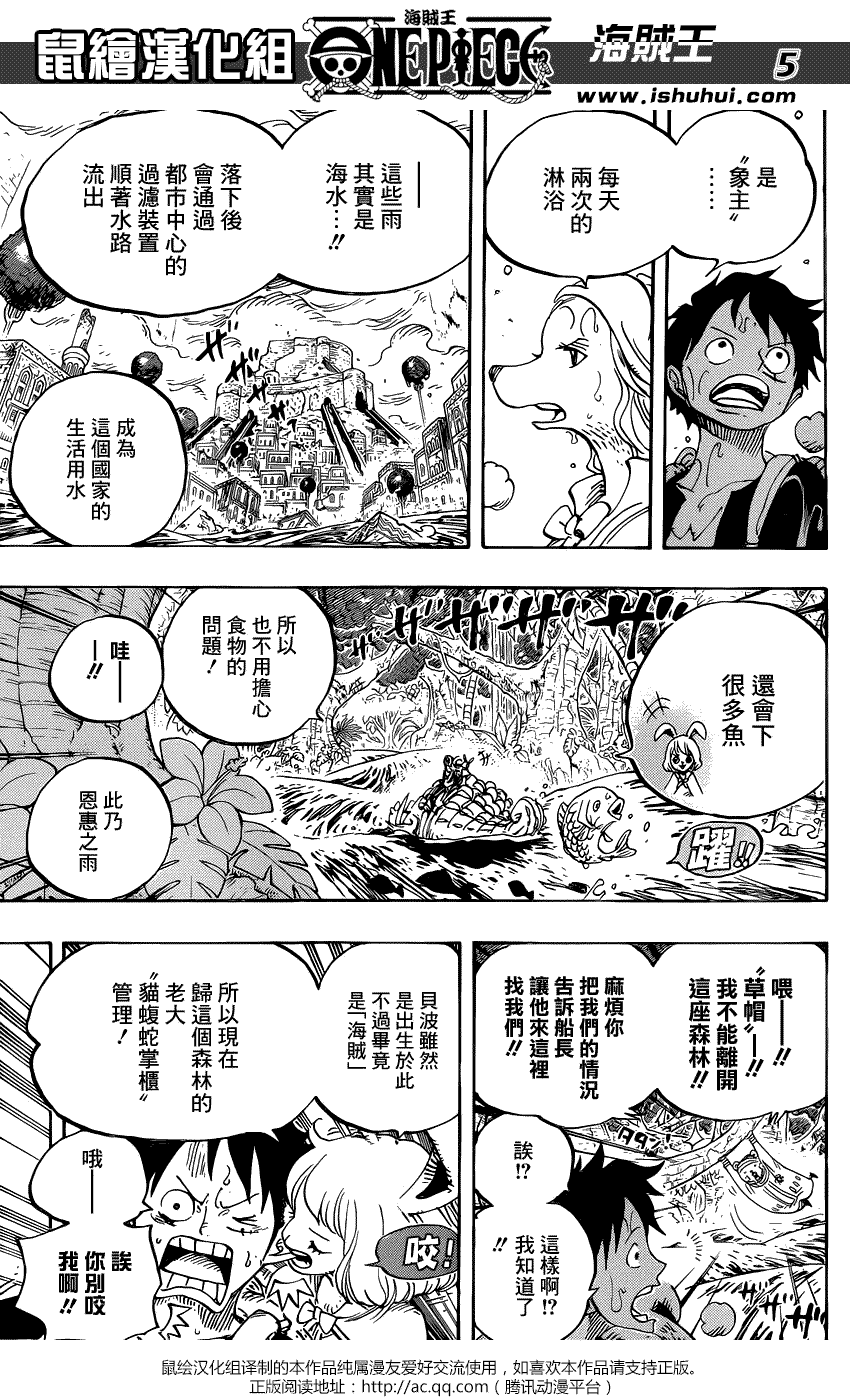 鼠繪漢化組
海賊王
ONE PIECE
海賊王
5
www.ishuhui.com
是
〝象主〞
……
每天
兩次的
淋浴
——
這些雨
其實是
海水…!!
落下後
會通過
都市中心的
過濾裝置
順著水路
流出
成為
這個國家的
生活用水
ザザザ
ザザザザ
還會下
很多魚
躍!!
所以
也不用擔心
食物的
問題！
哇——
——!!
此乃
恩惠之雨
喂——!!
〝草帽〞——!!
我不能離開
這座森林!!
麻煩你
把我們的情況
告訴船長
讓他來這裡
找我們!!
タタン！
誒!?
這樣啊!?
我知道了
!!
貝波雖然
是出生於此
不過畢竟
是「海賊」
所以現在
歸這個森林的
老大
〝貓蝮蛇掌櫃〞
管理！
咬！
哦——
誒
你別咬
我啊!!
鼠绘汉化组译制的本作品纯属漫友爱好交流使用，如喜欢本作品请支持正版。
正版阅读地址：http://ac.qq.com（腾讯动漫平台）